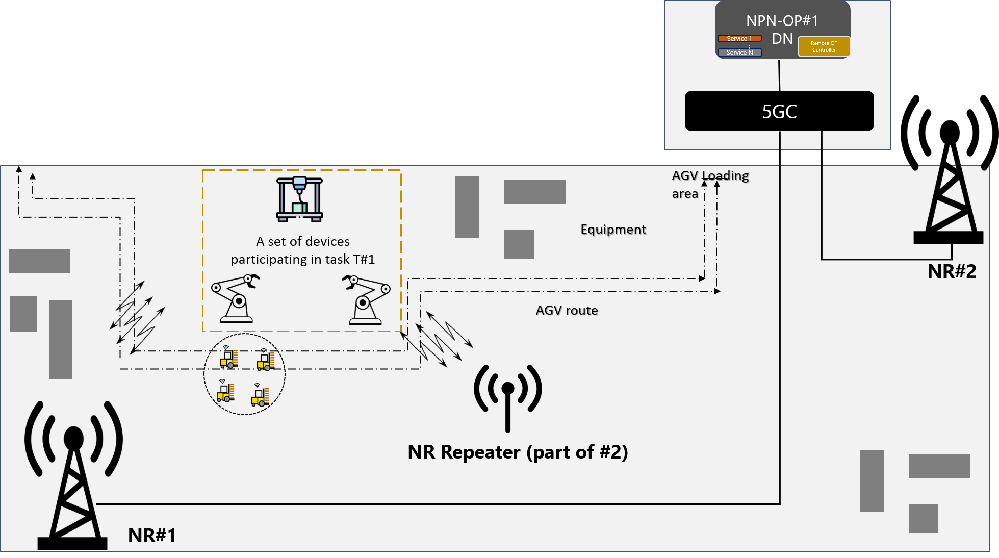 NPN-OP#1
DN
Service 1
Service N
Remote OT
Controller
5GC
AGV Loading
area
Equipment
A set of devices
participating in task T#1
NR#2
AGV route
NR Repeater (part of #2)
NR#1